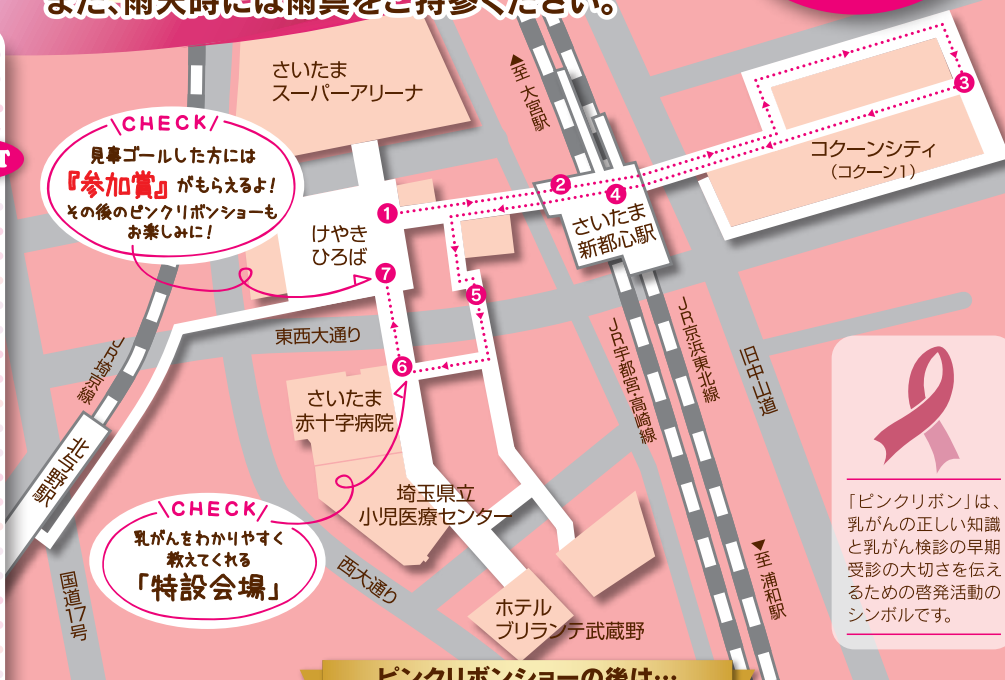 また、雨天時には雨具をご持参ください。
さいたま
スーパーアリーナ
▲至 大宮駅
CHECK
見事ゴールした方には
『参加賞』がもらえるよ!
その後のピンクリボンショーも
お楽しみに!
①
②
③
④
⑤
⑥
⑦
コクーンシティ
(コクーン1)
さいたま
新都心駅
けやき
ひろば
東西大通り
JR埼京線
北与野駅
さいたま
赤十字病院
埼玉県立
小児医療センター
JR宇都宮・高崎線
JR京浜東北線
旧中山道
CHECK
乳がんをわかりやすく
教えてくれる
「特設会場」
国道17号
西大通り
ホテル
ブリランテ武蔵野
▼至 浦和駅
「ピンクリボン」は、
乳がんの正しい知識
と乳がん検診の早期
受診の大切さを伝え
るための啓発活動の
シンボルです。
ピンクリボンショーの後は…